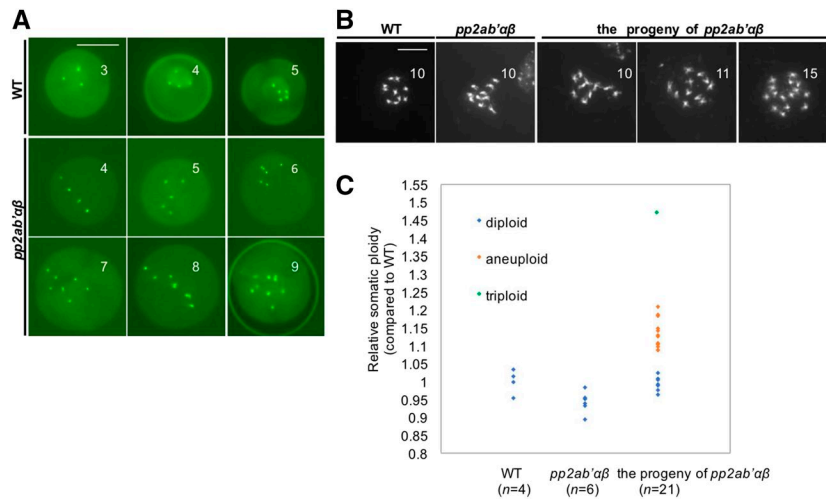 A
WT
3
4
5
pp2ab'αβ
4
5
6
7
8
9
B
WT
pp2ab'αβ
the progeny of pp2ab'αβ
10
10
10
11
15
C
Relative somatic ploidy
(compared to WT)
1.55
1.5
1.45
1.4
1.35
1.3
1.25
1.2
1.15
1.1
1.05
1
0.95
0.9
0.85
0.8
diploid
aneuploid
triploid
WT
(n=4)
pp2ab'αβ
(n=6)
the progeny of pp2ab'αβ
(n=21)